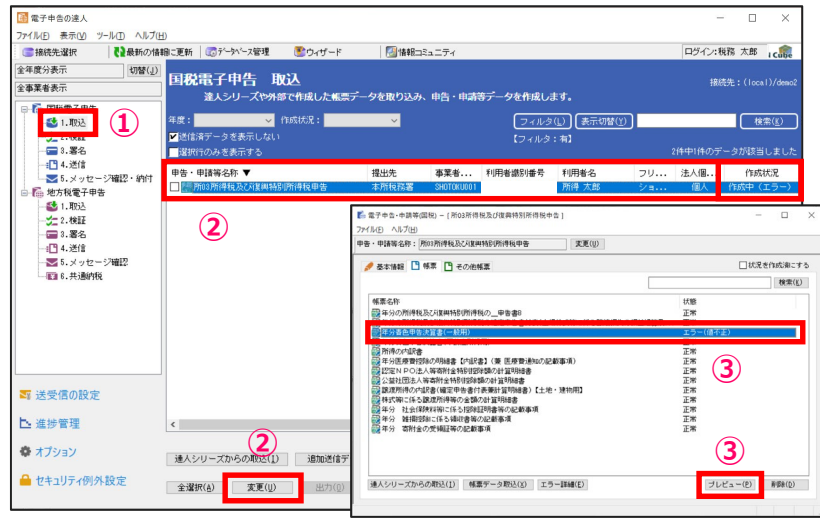 電子申告の達人
ファイル(F) 表示(V) ツール(T) ヘルプ(H)
接続先選択 最新の情報に更新 データベース管理 ウィザード 情報コミュニティ ログイン:税務 太郎 iCube
全年度分表示 切替(J)
全事業者表示
国税電子申告
1.取込
2.検証
3.署名
4.送信
5.メッセージ確認・納付
地方税電子申告
1.取込
2.検証
3.署名
4.送信
5.メッセージ確認
6.共通納税
①
送受信の設定
進捗管理
オプション
セキュリティ例外設定
国税電子申告 取込 接続先:(local)/demo2
達人シリーズや外部で作成した帳票データを取り込み、申告・申請等データを作成します。
年度: 作成状況: フィルタ(L) 表示切替(Y) 検索(K)
送信済データを表示しない 【フィルタ:有】
選択行のみを表示する 2件中1件のデータが該当しました
申告・申請等名称 ▼ 提出先 事業者... 利用者識別番号 利用者名 フリ... 法人個... 作成状況
所03所得税及び復興特別所得税申告 本所税務署 SHOTOKU001 所得 太郎 ショ... 個人 作成中(エラー)
②
②
達人シリーズからの取込(I) 追加送信デ
全選択(A) 変更(U) 出力(O)
電子申告・申請等(国税) - [ 所03所得税及び復興特別所得税申告 ]
ファイル(F) ヘルプ(H)
申告・申請等名称: 所03所得税及び復興特別所得税申告 変更(U)
基本情報 帳票 その他帳票 状況を作成済にする
検索(K)
帳票名称 状態
年分の所得税及び復興特別所得税の__申告書B 正常
年分青色申告決算書(一般用) エラー(値不正)
所得の内訳書 正常
年分医療費控除の明細書【内訳書】(兼 医療費通知の記載事項) 正常
認定NPO法人等寄附金特別控除額の計算明細書 正常
公益社団法人等寄附金特別控除額の計算明細書 正常
譲渡所得の内訳書(確定申告書付表兼計算明細書)【土地・建物用】 正常
株式等に係る譲渡所得等の金額の計算明細書 正常
年分 社会保険料等に係る控除証明書等の記載事項 正常
年分 雑損控除に係る領収書等の記載事項 正常
年分 寄附金の受領証等の記載事項 正常
③
③
達人シリーズからの取込(I) 帳票データ取込(X) エラー詳細(E) プレビュー(P) 削除(D)